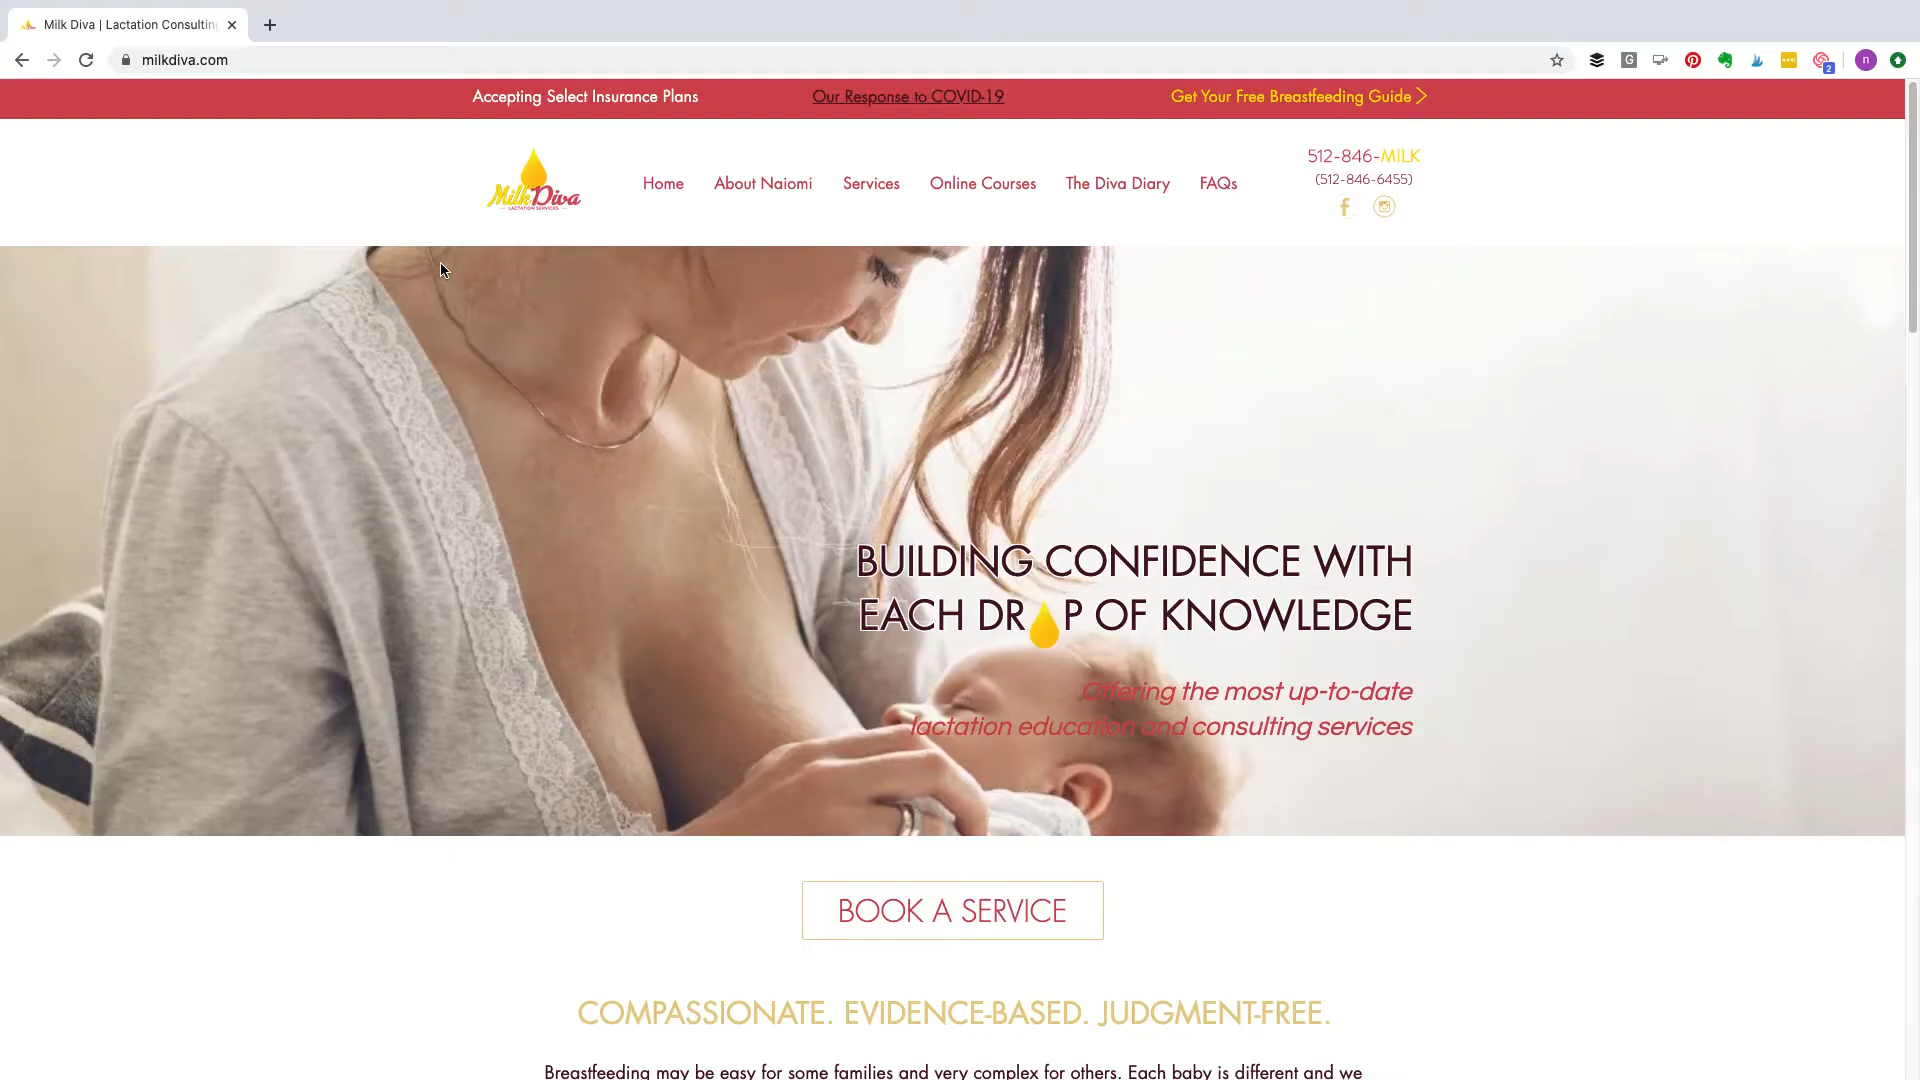 Milk Diva | Lactation Consulting
milkdiva.com
G
2
n
Accepting Select Insurance Plans
Our Response to COVID-19
Get Your Free Breastfeeding Guide
Milk Diva
LACTATION SERVICES
Home
About Naiomi
Services
Online Courses
The Diva Diary
FAQs
512-846-MILK
(512-846-6455)
BUILDING CONFIDENCE WITH
EACH DR P OF KNOWLEDGE
Offering the most up-to-date
lactation education and consulting services
BOOK A SERVICE
COMPASSIONATE. EVIDENCE-BASED. JUDGMENT-FREE.
Breastfeeding may be easy for some families and very complex for others. Each baby is different and we